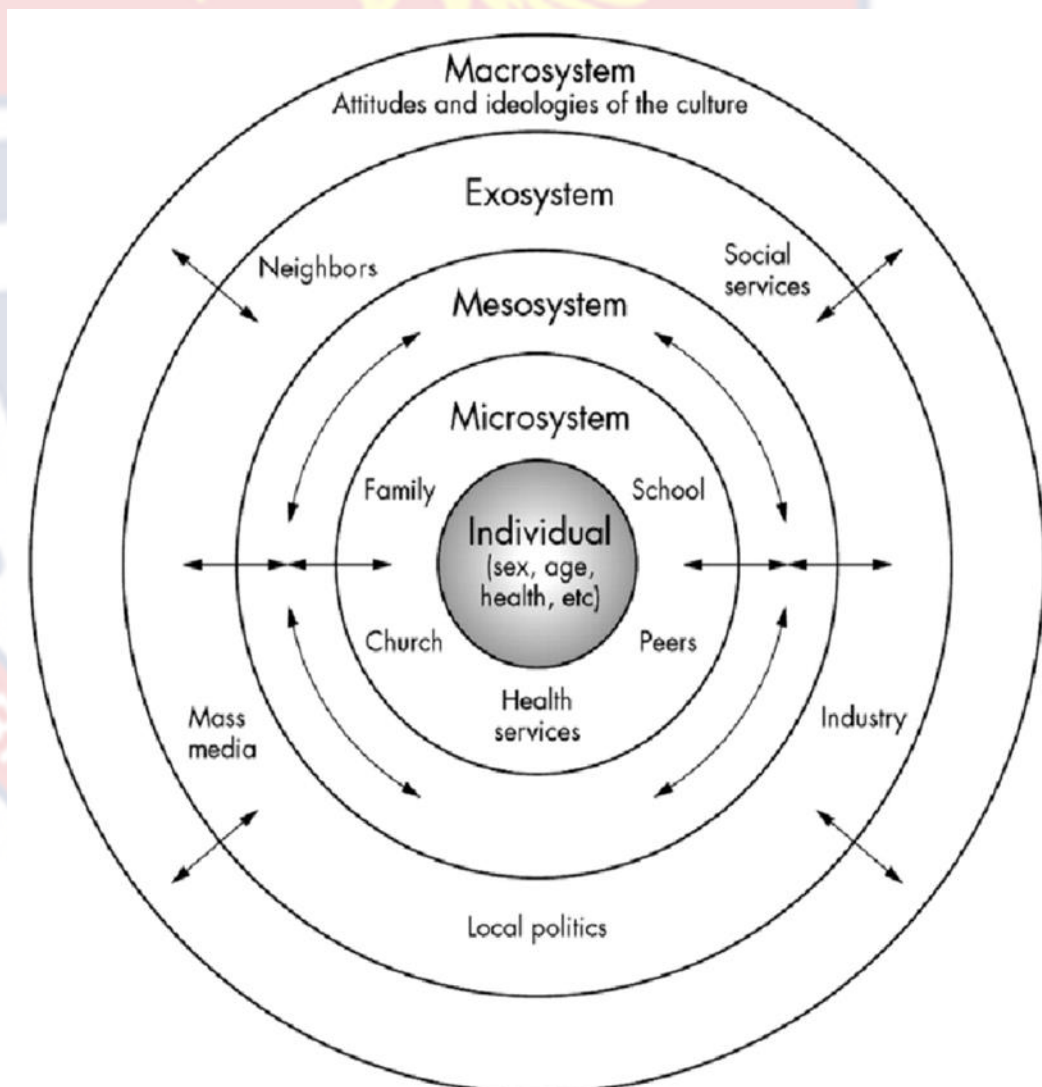 Macrosystem
Attitudes and ideologies of the culture
Exosystem
Neighbors
Social
services
Mesosystem
Microsystem
Family
School
Individual
(sex, age,
health, etc)
Church
Peers
Health
services
Mass
media
Industry
Local politics